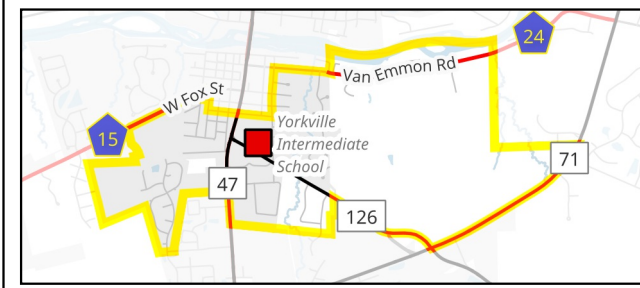 24
Van Emmon Rd
W Fox St
15
Yorkville
Intermediate
School
71
47
126